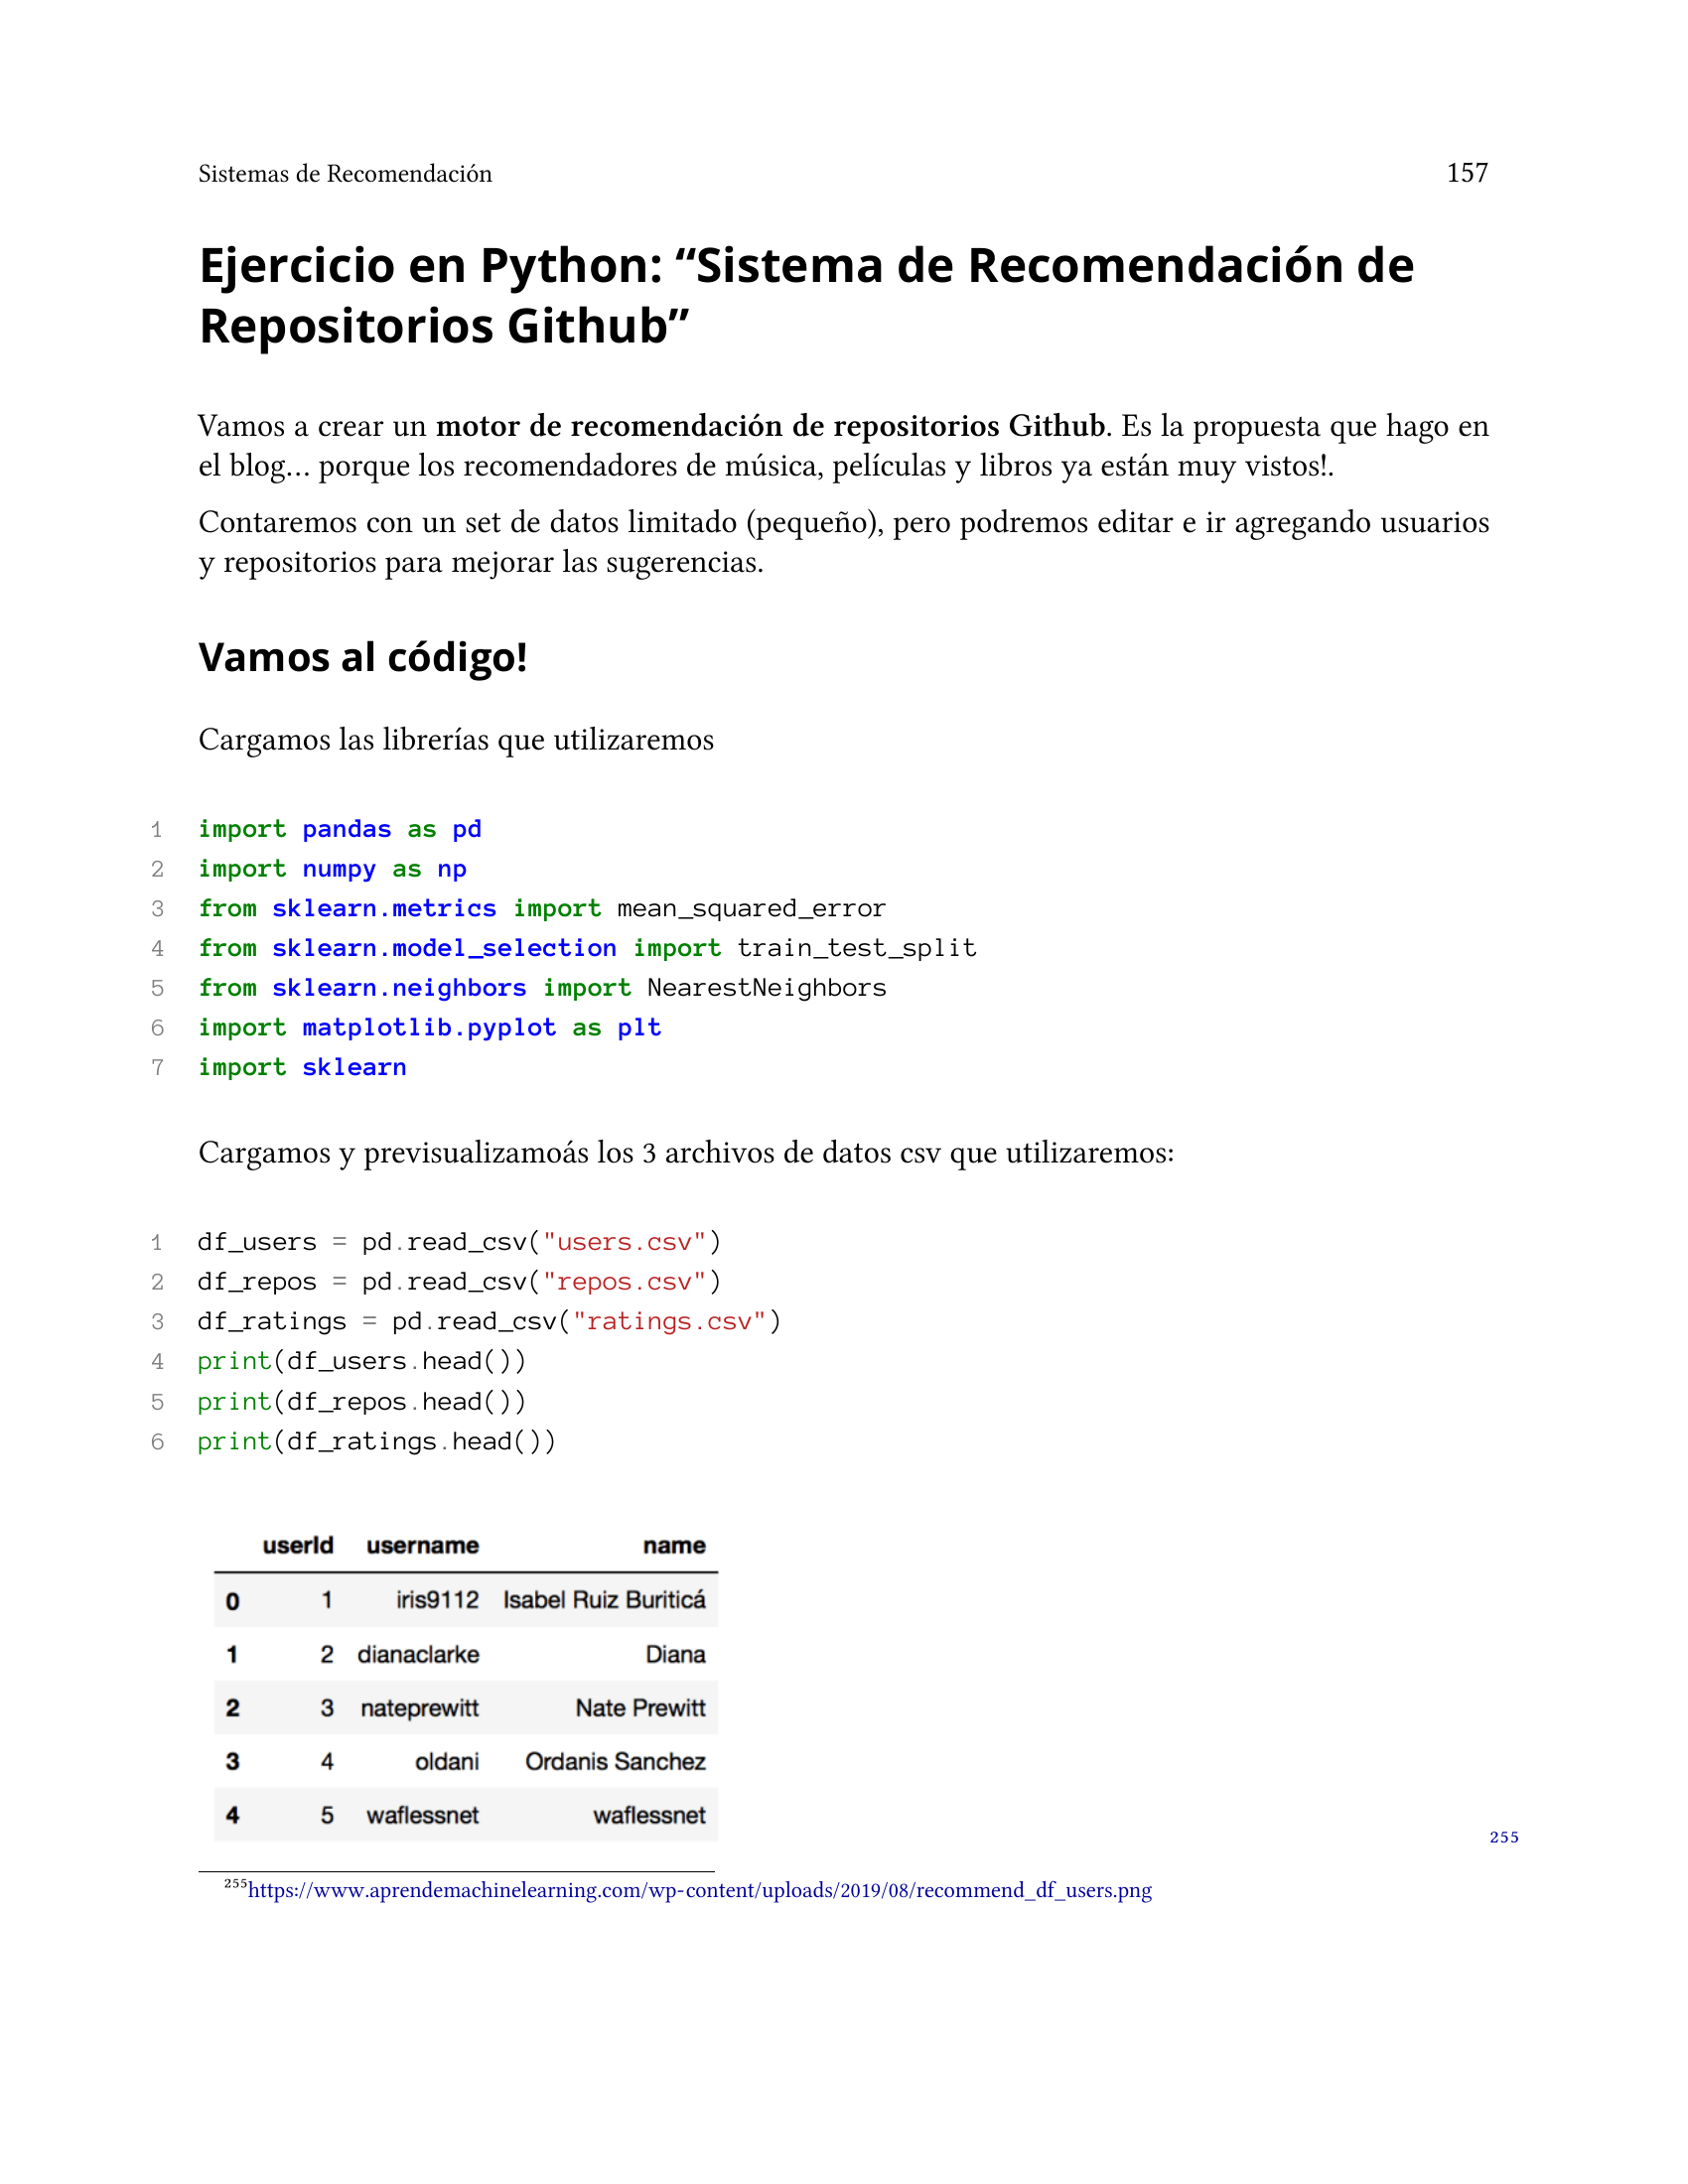 Sistemas de Recomendación 157
Ejercicio en Python: “Sistema de Recomendación de
Repositorios Github”
Vamos a crear un motor de recomendación de repositorios Github. Es la propuesta que hago en
el blog… porque los recomendadores de música, películas y libros ya están muy vistos!.
Contaremos con un set de datos limitado (pequeño), pero podremos editar e ir agregando usuarios
y repositorios para mejorar las sugerencias.
Vamos al código!
Cargamos las librerías que utilizaremos
1 import pandas as pd
2 import numpy as np
3 from sklearn.metrics import mean_squared_error
4 from sklearn.model_selection import train_test_split
5 from sklearn.neighbors import NearestNeighbors
6 import matplotlib.pyplot as plt
7 import sklearn
Cargamos y previsualizamoás los 3 archivos de datos csv que utilizaremos:
1 df_users = pd.read_csv("users.csv")
2 df_repos = pd.read_csv("repos.csv")
3 df_ratings = pd.read_csv("ratings.csv")
4 print(df_users.head())
5 print(df_repos.head())
6 print(df_ratings.head())
userId username name
0 1 iris9112 Isabel Ruiz Buriticá
1 2 dianaclarke Diana
2 3 nateprewitt Nate Prewitt
3 4 oldani Ordanis Sanchez
4 5 waflessnet waflessnet
255
255https://www.aprendemachinelearning.com/wp-content/uploads/2019/08/recommend_df_users.png